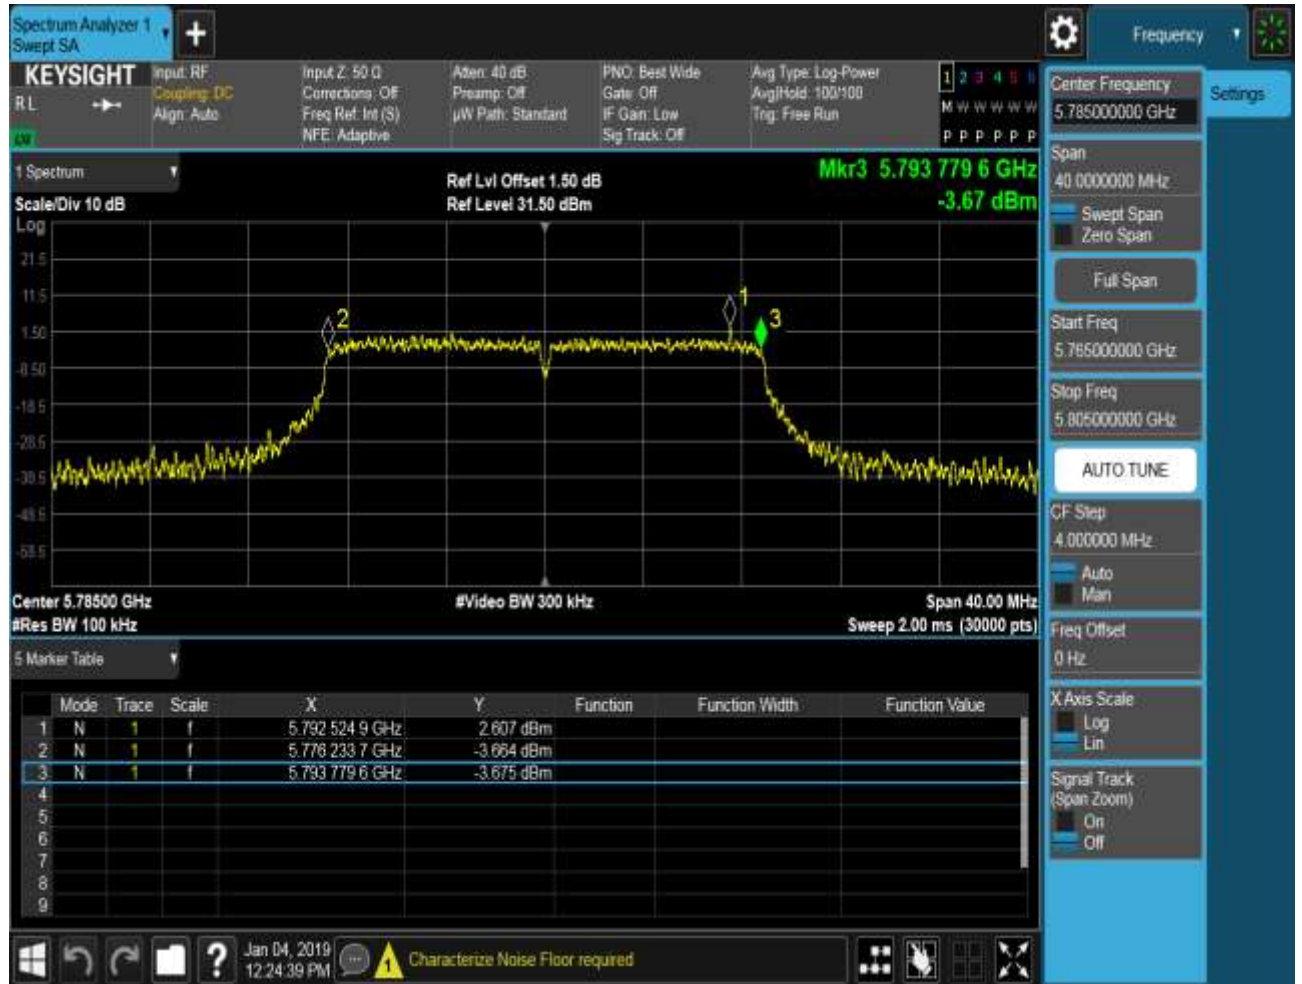 Spectrum Analyzer 1
Swept SA
Frequency
KEYSIGHT
RL
Input: RF
Coupling: DC
Align: Auto
Input Z: 50 Ω
Corrections: Off
Freq Ref: Int (S)
NFE: Adaptive
Atten: 40 dB
Preamp: Off
µW Path: Standard
PNO: Best Wide
Gate: Off
IF Gain: Low
Sig Track: Off
Avg Type: Log-Power
Avg|Hold: 100/100
Trig: Free Run
1 2 3 4 5 6
M W W W W W
P P P P P P
1 Spectrum
Scale/Div 10 dB
Ref Lvl Offset 1.50 dB
Ref Level 31.50 dBm
Mkr3 5.793 779 6 GHz
-3.67 dBm
Log
21.5
11.5
1.50
-8.50
-18.5
-28.5
-38.5
-48.5
-58.5
2
1
3
Center 5.78500 GHz
#Video BW 300 kHz
Span 40.00 MHz
#Res BW 100 kHz
Sweep 2.00 ms (30000 pts)
5 Marker Table
Mode Trace Scale X Y Function Function Width Function Value
1 N 1 f 5.792 524 9 GHz 2.607 dBm
2 N 1 f 5.776 233 7 GHz -3.664 dBm
3 N 1 f 5.793 779 6 GHz -3.675 dBm
4
5
6
7
8
9
Jan 04, 2019
12:24:39 PM
1
Characterize Noise Floor required
Center Frequency
5.785000000 GHz
Settings
Span
40.0000000 MHz
Swept Span
Zero Span
Full Span
Start Freq
5.765000000 GHz
Stop Freq
5.805000000 GHz
AUTO TUNE
CF Step
4.000000 MHz
Auto
Man
Freq Offset
0 Hz
X Axis Scale
Log
Lin
Signal Track
(Span Zoom)
On
Off